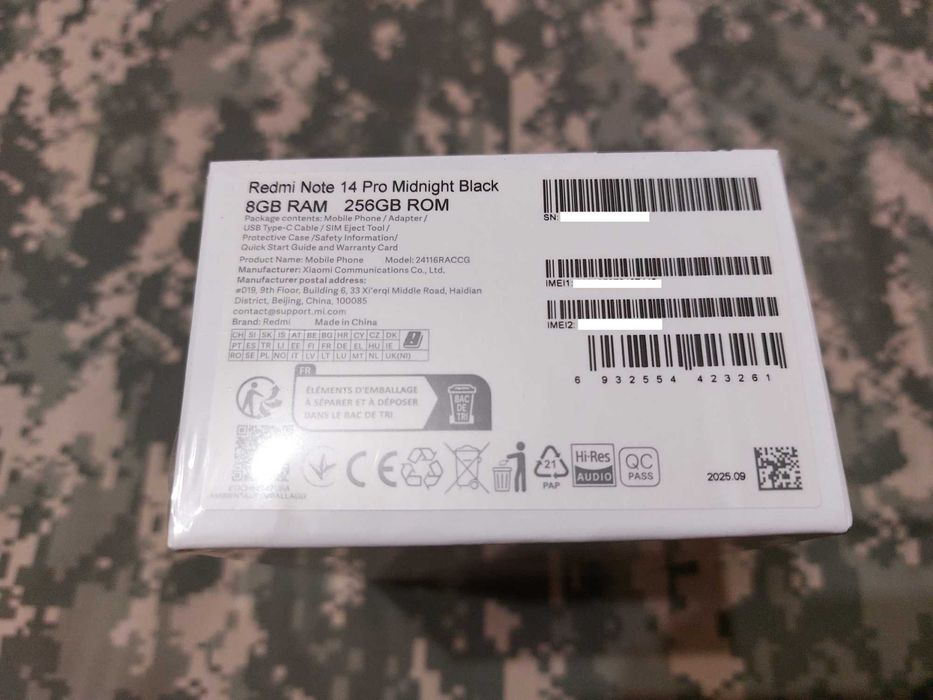 Redmi Note 14 Pro Midnight Black
8GB RAM 256GB ROM
Package contents: Mobile Phone / Adapter /
USB Type-C Cable / SIM Eject Tool /
Protective Case /Safety Information/
Quick Start Guide and Warranty Card
Product Name: Mobile Phone Model: 24116RACCG
Manufacturer: Xiaomi Communications Co., Ltd.
Manufacturer postal address:
#019, 9th Floor, Building 6, 33 Xi'erqi Middle Road, Haidian
District, Beijing, China, 100085
contact@support.mi.com
Brand: Redmi Made in China
CH SI SK IS AT BE BG HR CY CZ DK
PT ES TR LI EE FI FR DE EL HU IE
RO SE PL NO IT LV LT LU MT NL UK(NI)
FR
ÉLÉMENTS D'EMBALLAGE
À SÉPARER ET À DÉPOSER
DANS LE BAC DE TRI
BAC
DE
TRI
SN:
IMEI1:
IMEI2:
6 932554 423261
CE
21
PAP
Hi-Res
AUDIO
QC
PASS
2025.09